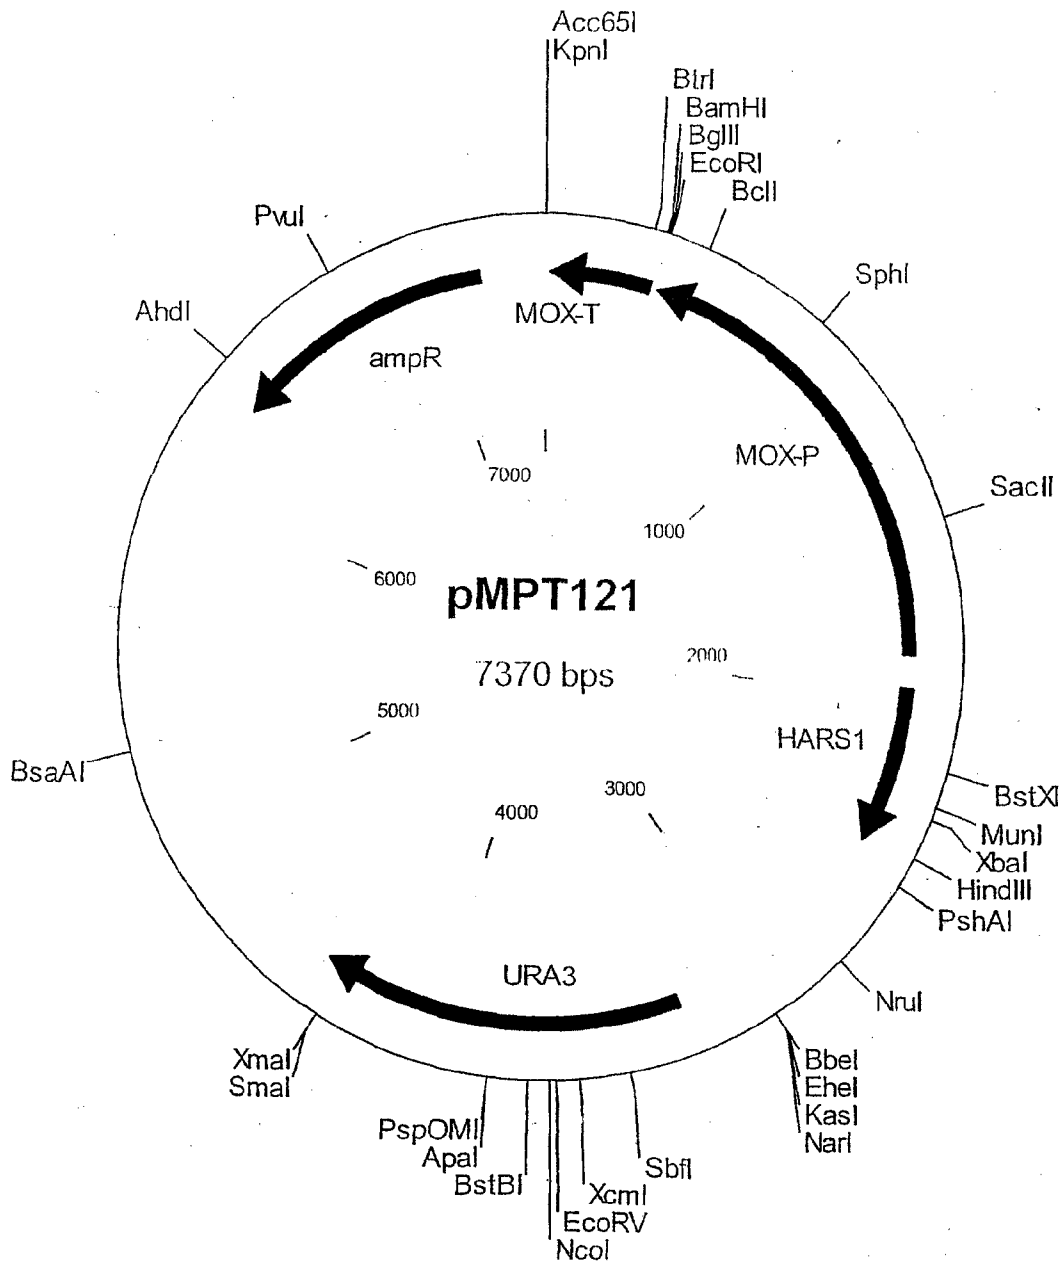 Acc65I
KpnI
BlrI
BamHI
BglII
EcoRI
BclI
PvuI
SphI
AhdI
MOX-T
ampR
MOX-P
7000
SacII
1000
6000
pMPT121
2000
7370 bps
5000
HARS1
BsaAI
3000
BstXI
4000
MunI
XbaI
HindIII
PshAI
URA3
NruI
XmaI
SmaI
BbeI
EheI
KasI
NarI
PspOMI
ApaI
BstBI
SbfI
XcmI
EcoRV
NcoI